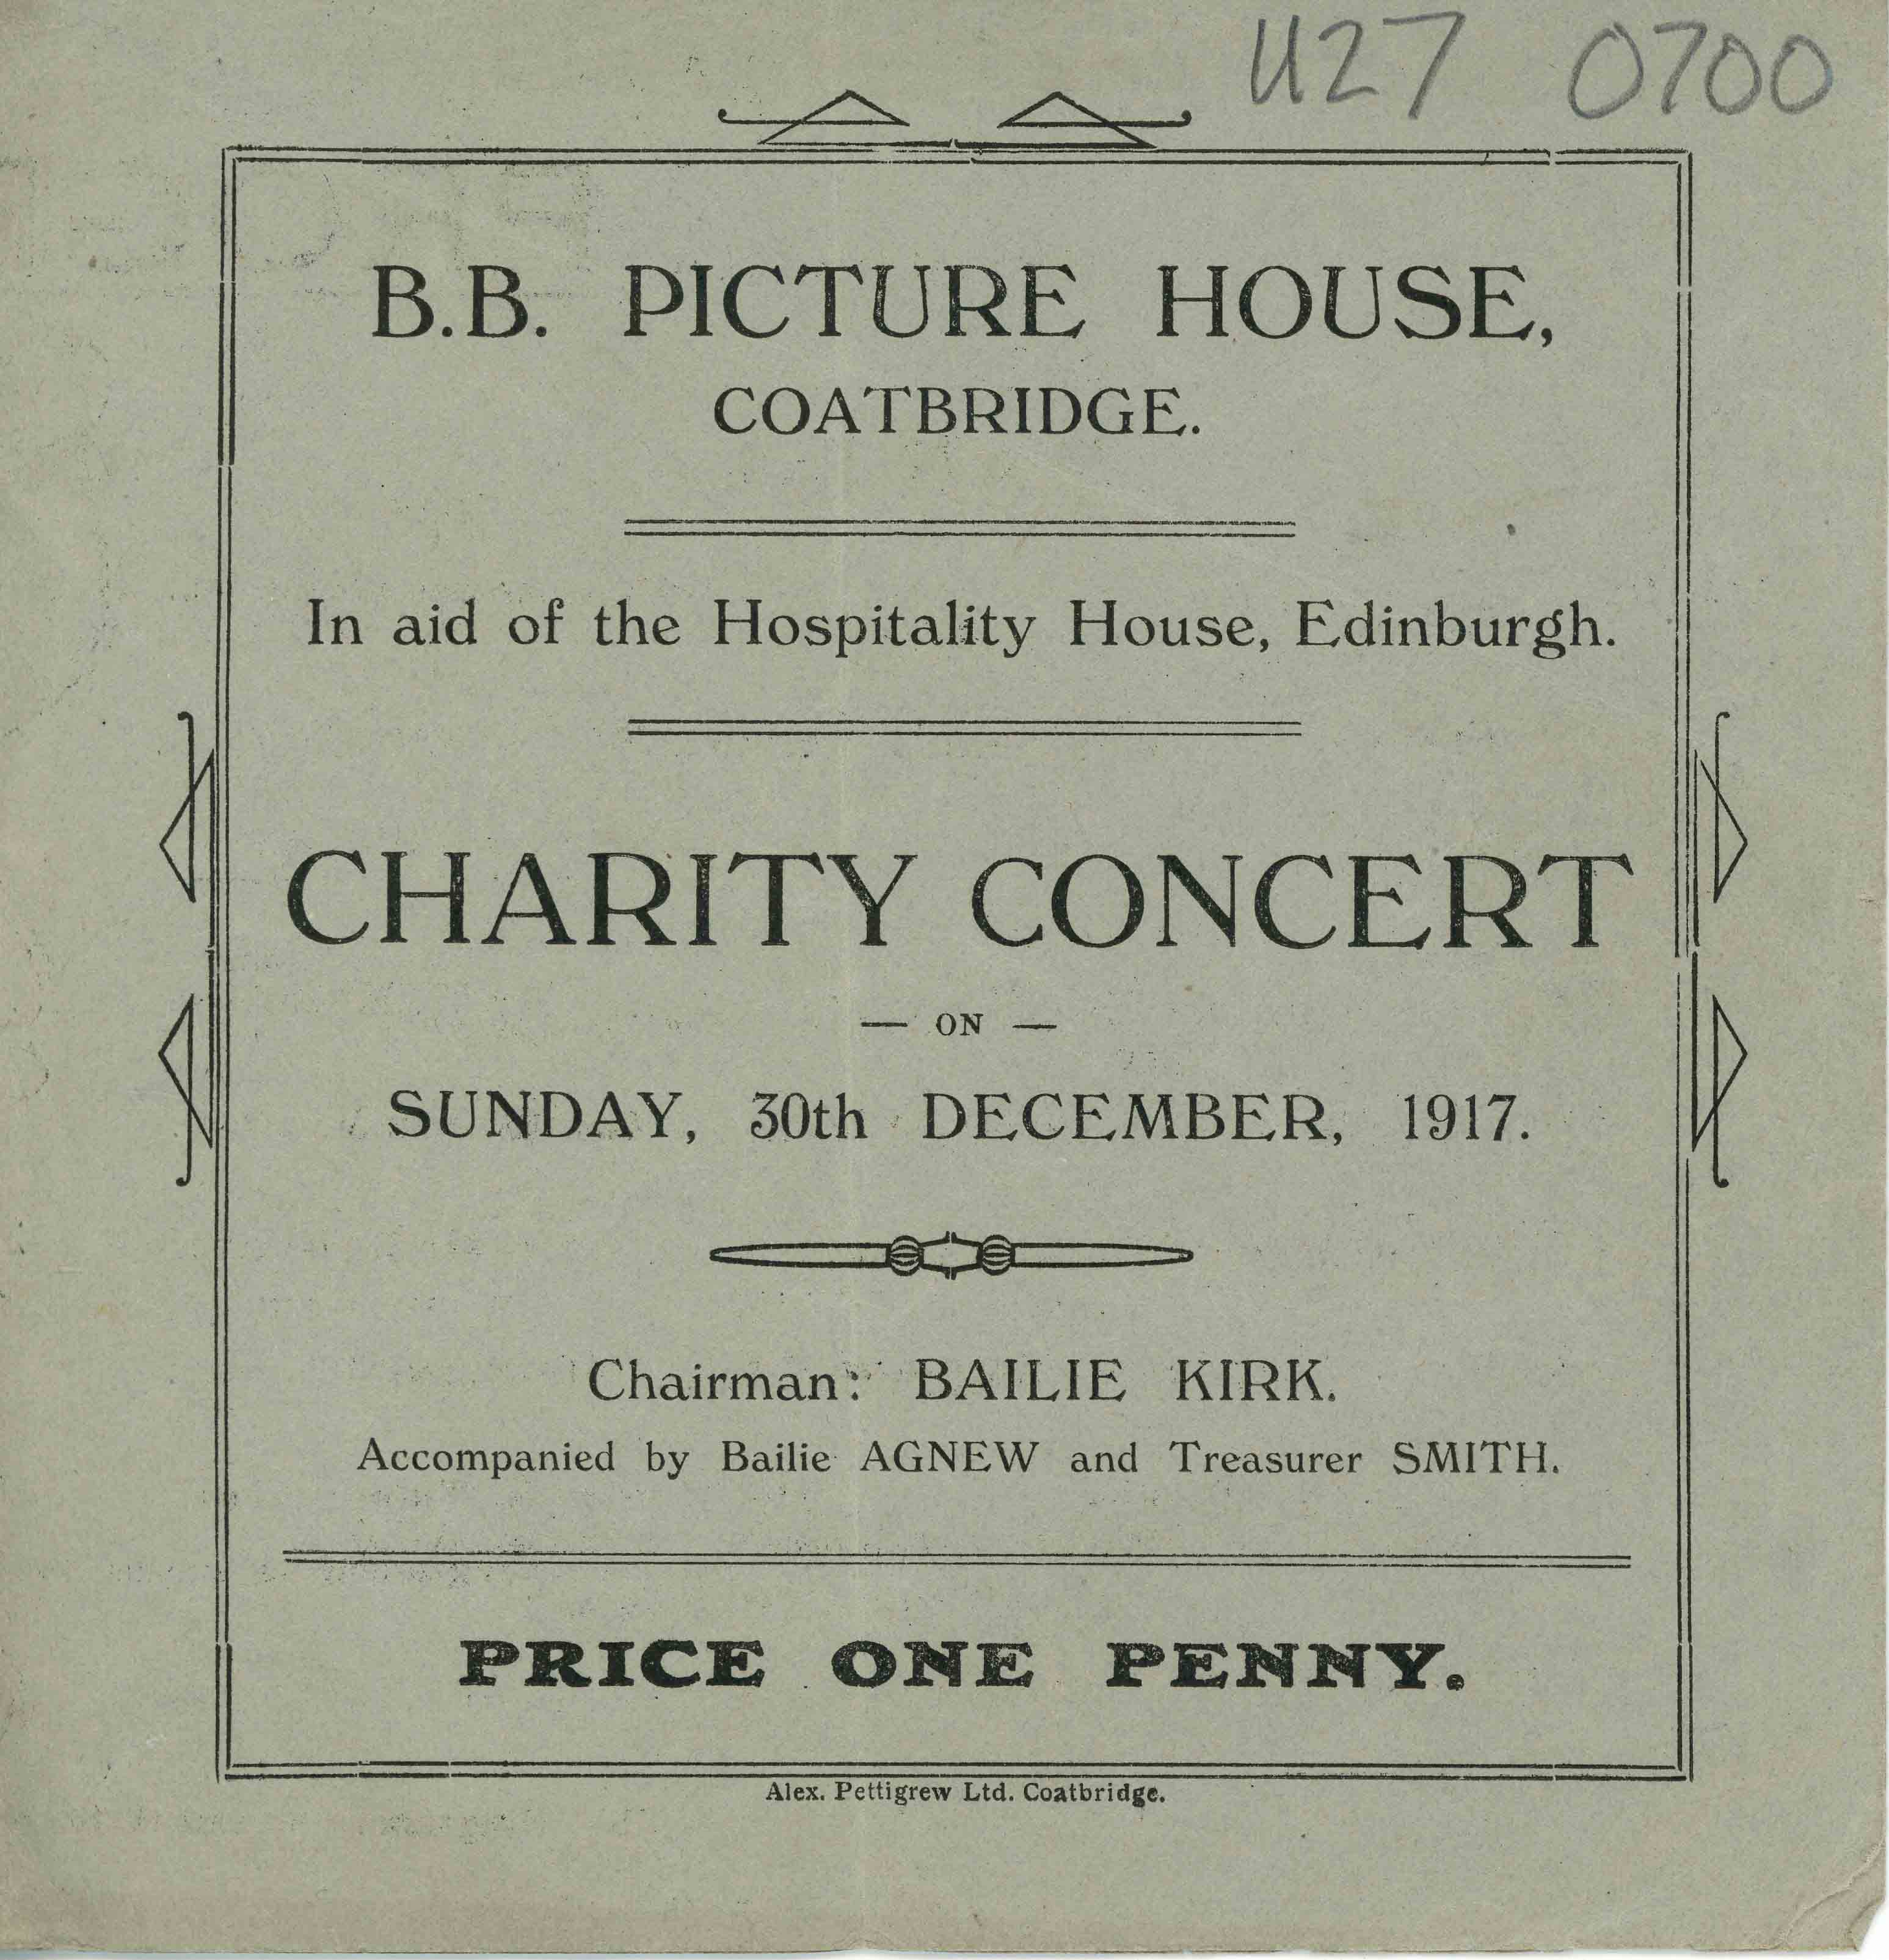 U27 0700
B.B. PICTURE HOUSE,
COATBRIDGE.
In aid of the Hospitality House, Edinburgh.
CHARITY CONCERT
— ON —
SUNDAY, 30th DECEMBER, 1917.
Chairman: BAILIE KIRK.
Accompanied by Bailie AGNEW and Treasurer SMITH.
PRICE ONE PENNY.
Alex. Pettigrew Ltd. Coatbridge.